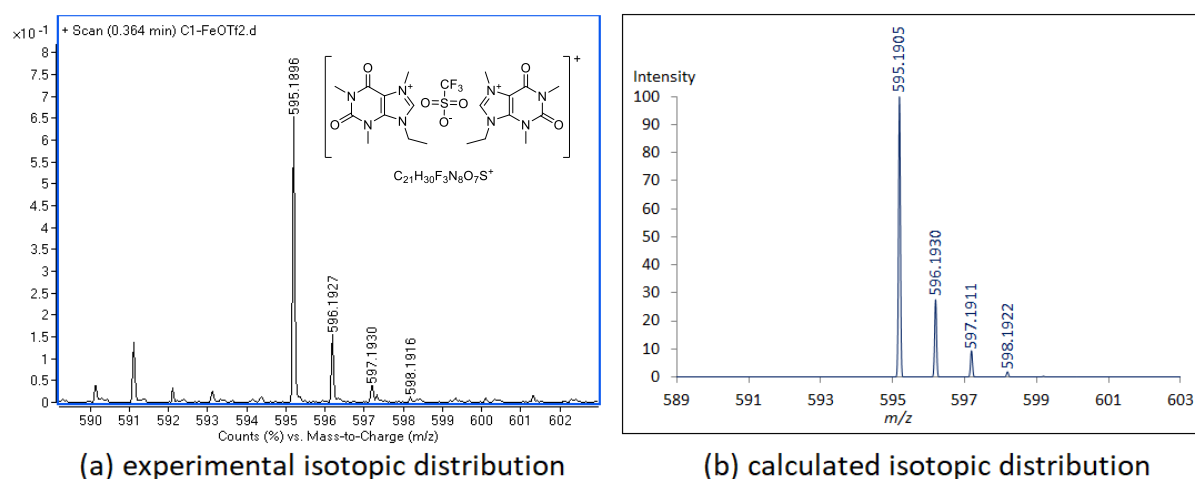 ×10⁻¹
+ Scan (0.364 min) C1-FeOTf2.d
8
7.5
7
6.5
6
5.5
5
4.5
4
3.5
3
2.5
2
1.5
1
0.5
0
595.1896
596.1927
597.1930
598.1916
O
N
N⁺
CF₃
O=S=O
O⁻
+
C₂₁H₃₀F₃N₈O₇S⁺
590 591 592 593 594 595 596 597 598 599 600 601 602
Counts (%) vs. Mass-to-Charge (m/z)
(a) experimental isotopic distribution
Intensity
100
90
80
70
60
50
40
30
20
10
0
595.1905
596.1930
597.1911
598.1922
589 591 593 595 597 599 601 603
m/z
(b) calculated isotopic distribution